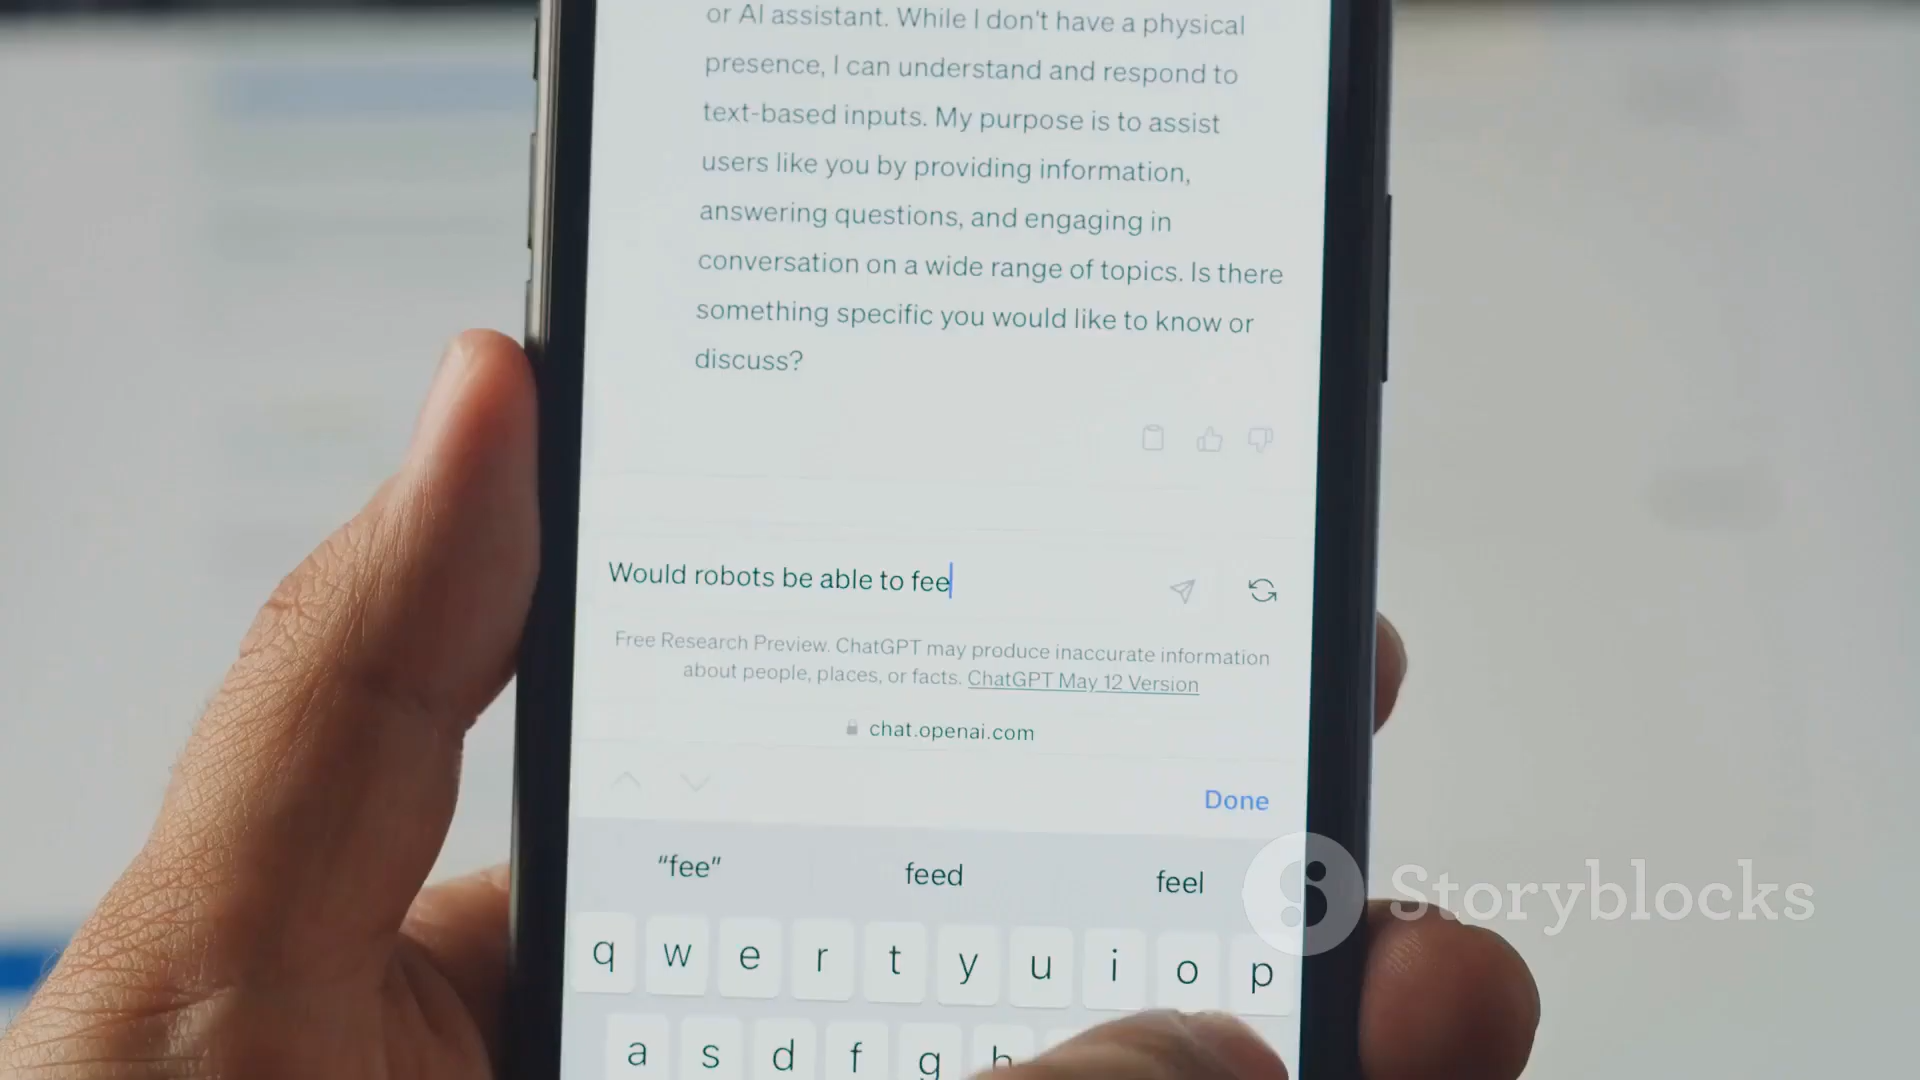 or AI assistant. While I don't have a physical
presence, I can understand and respond to
text-based inputs. My purpose is to assist
users like you by providing information,
answering questions, and engaging in
conversation on a wide range of topics. Is there
something specific you would like to know or
discuss?
Would robots be able to fee
Free Research Preview. ChatGPT may produce inaccurate information
about people, places, or facts. ChatGPT May 12 Version
chat.openai.com
Done
“fee” feed feel
Storyblocks
q w e r t y u i o p
a s d f g h